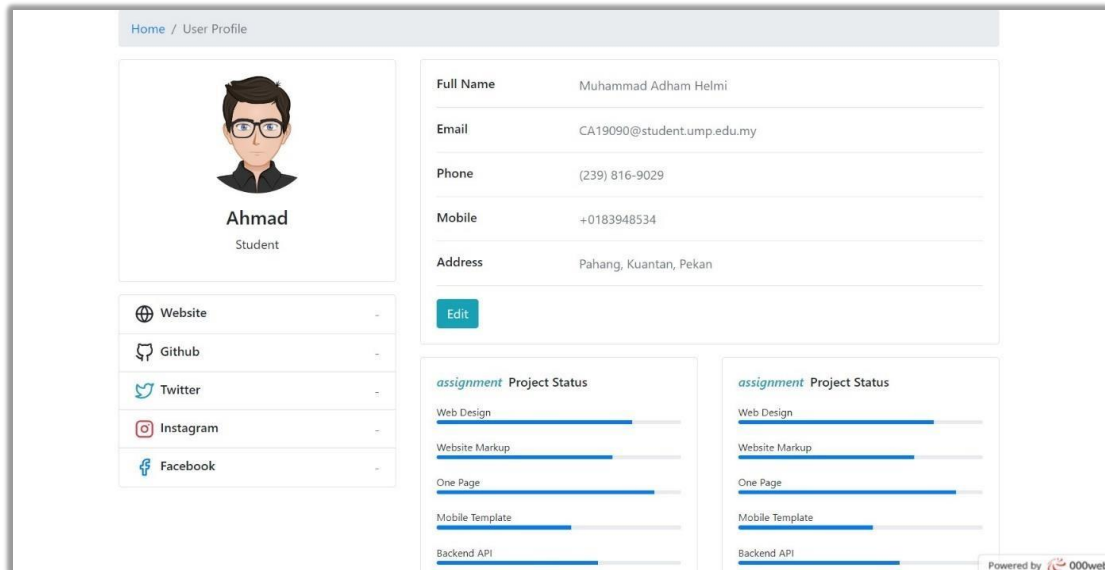 Home / User Profile
Ahmad
Student
Website -
Github -
Twitter -
Instagram -
Facebook -
Full Name Muhammad Adham Helmi
Email CA19090@student.ump.edu.my
Phone (239) 816-9029
Mobile +0183948534
Address Pahang, Kuantan, Pekan
Edit
assignment Project Status
Web Design
Website Markup
One Page
Mobile Template
Backend API
assignment Project Status
Web Design
Website Markup
One Page
Mobile Template
Backend API
Powered by 000web